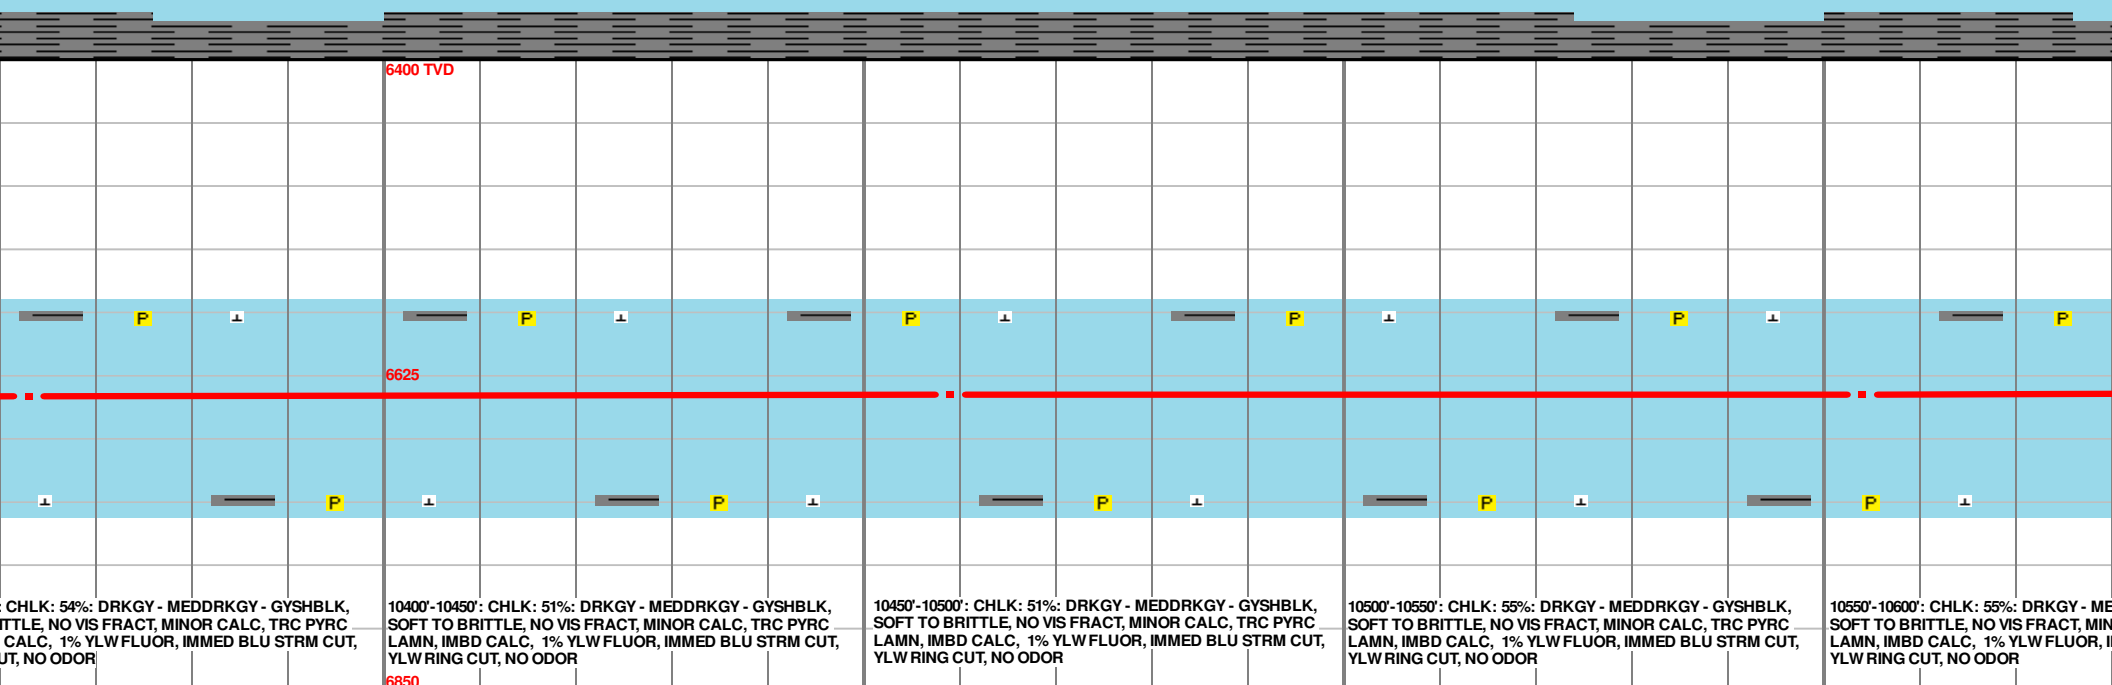 6400 TVD
P P P P P P
6625
P P P P P
: CHLK: 54%: DRKGY - MEDDRKGY - GYSHBLK,
ITTLE, NO VIS FRACT, MINOR CALC, TRC PYRC
CALC, 1% YLW FLUOR, IMMED BLU STRM CUT,
UT, NO ODOR
10400'-10450': CHLK: 51%: DRKGY - MEDDRKGY - GYSHBLK,
SOFT TO BRITTLE, NO VIS FRACT, MINOR CALC, TRC PYRC
LAMN, IMBD CALC, 1% YLW FLUOR, IMMED BLU STRM CUT,
YLW RING CUT, NO ODOR
10450'-10500': CHLK: 51%: DRKGY - MEDDRKGY - GYSHBLK,
SOFT TO BRITTLE, NO VIS FRACT, MINOR CALC, TRC PYRC
LAMN, IMBD CALC, 1% YLW FLUOR, IMMED BLU STRM CUT,
YLW RING CUT, NO ODOR
10500'-10550': CHLK: 55%: DRKGY - MEDDRKGY - GYSHBLK,
SOFT TO BRITTLE, NO VIS FRACT, MINOR CALC, TRC PYRC
LAMN, IMBD CALC, 1% YLW FLUOR, IMMED BLU STRM CUT,
YLW RING CUT, NO ODOR
10550'-10600': CHLK: 55%: DRKGY - ME
SOFT TO BRITTLE, NO VIS FRACT, MIN
LAMN, IMBD CALC, 1% YLW FLUOR, I
YLW RING CUT, NO ODOR
6850